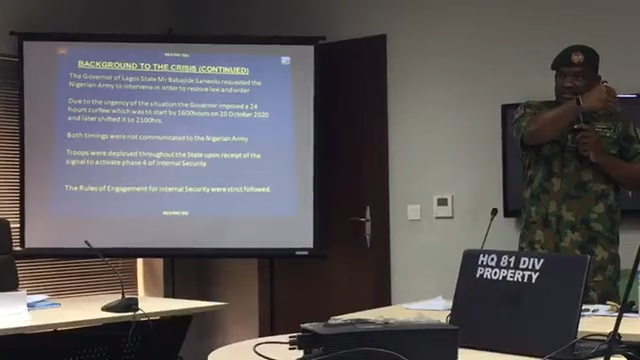 RESTRICTED
BACKGROUND TO THE CRISIS (CONTINUED)
The Governor of Lagos State Mr Babajide Sanwolu requested the
Nigerian Army to intervene in order to restore law and order
Due to the urgency of the situation the Governor imposed a 24
hours curfew which was to start by 1600hours on 20 October 2020
and later shifted it to 2100hrs.
Both timings were not communicated to the Nigerian Army
Troops were deployed throughout the State upon receipt of the
signal to activate phase 4 of Internal Security
The Rules of Engagement for Internal Security were strict followed.
RESTRICTED
HQ 81 DIV
PROPERTY